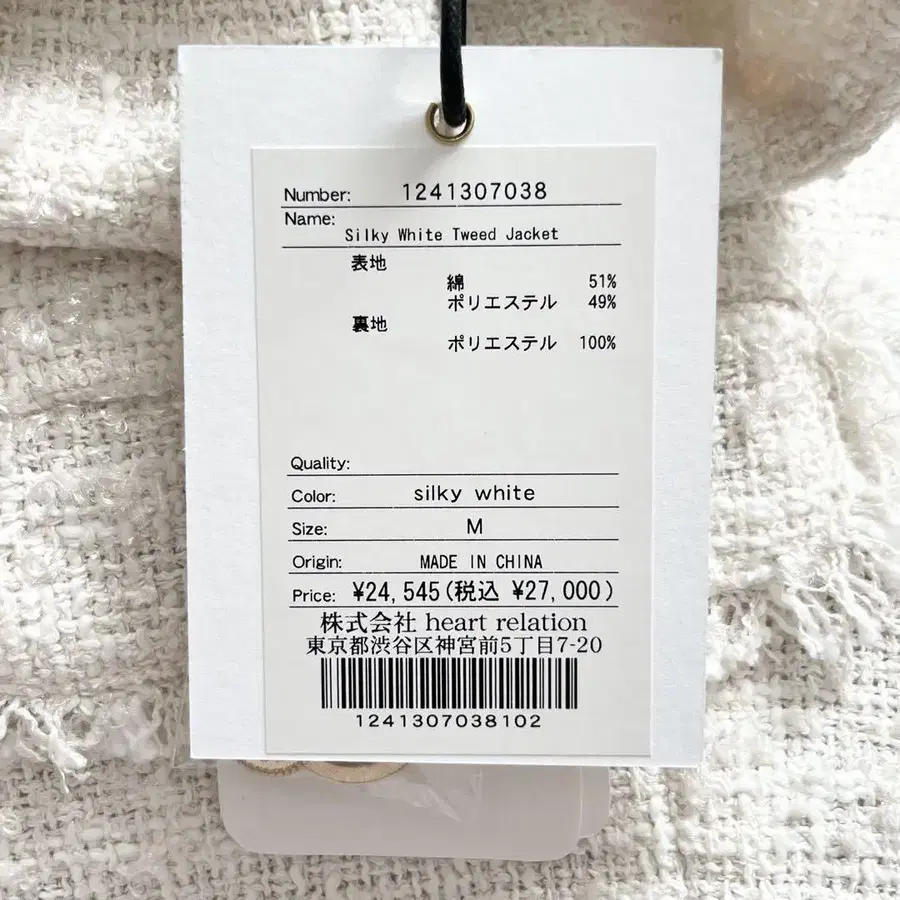 Number: 1241307038
Name:
Silky White Tweed Jacket
表地
綿 51%
ポリエステル 49%
裏地
ポリエステル 100%
Quality:
Color: silky white
Size: M
Origin: MADE IN CHINA
Price: ¥24,545(税込 ¥27,000)
株式会社 heart relation
東京都渋谷区神宮前5丁目7-20
1241307038102